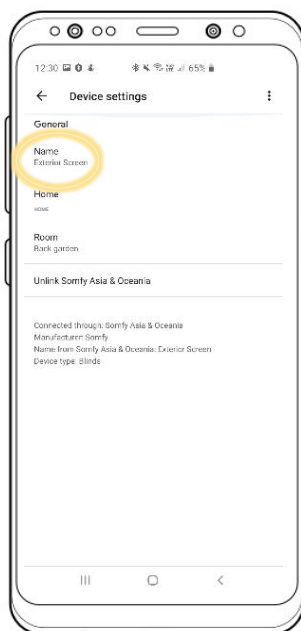 12:30 65%
Device settings
General
Name
Exterior Screen
Home
HOME
Room
Back garden
Unlink Somfy Asia & Oceania
Connected through: Somfy Asia & Oceania
Manufacturer: Somfy
Name from Somfy Asia & Oceania: Exterior Screen
Device type: Blinds